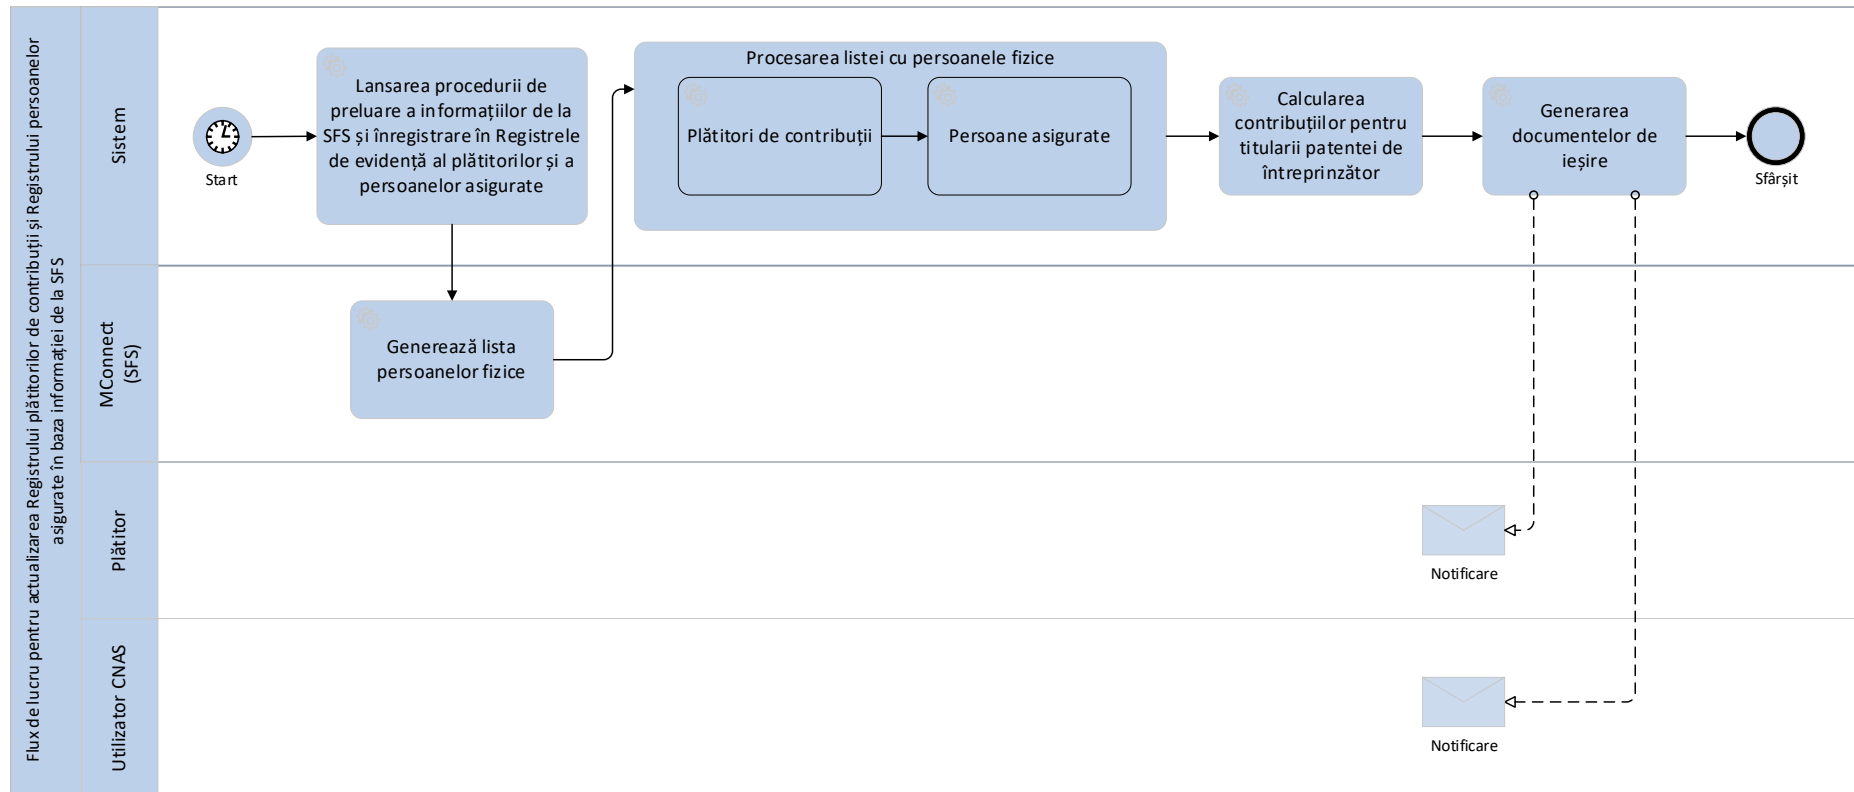 Flux de lucru pentru actualizarea Registrului plătitorilor de contribuții și Registrului persoanelor
asigurate în baza informației de la SFS
Sistem
Start
Lansarea procedurii de
preluare a informațiilor de la
SFS și înregistrare în Registrele
de evidență al plătitorilor și a
persoanelor asigurate
Procesarea listei cu persoanele fizice
Plătitori de contribuții
Persoane asigurate
Calcularea
contribuțiilor pentru
titularii patentei de
întreprinzător
Generarea
documentelor de
ieșire
Sfârșit
MConnect
(SFS)
Generează lista
persoanelor fizice
Plătitor
Notificare
Utilizator CNAS
Notificare